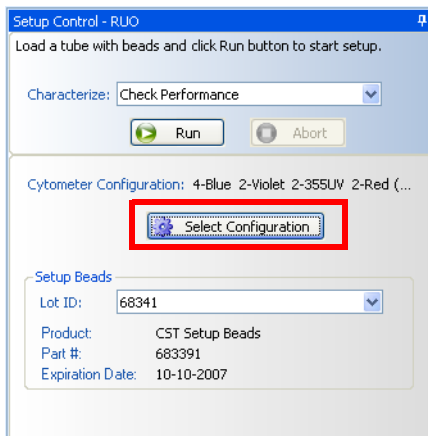 Setup Control - RUO
Load a tube with beads and click Run button to start setup.
Characterize: Check Performance
Run Abort
Cytometer Configuration: 4-Blue 2-Violet 2-355UV 2-Red (...
Select Configuration
Setup Beads
Lot ID: 68341
Product: CST Setup Beads
Part #: 683391
Expiration Date: 10-10-2007